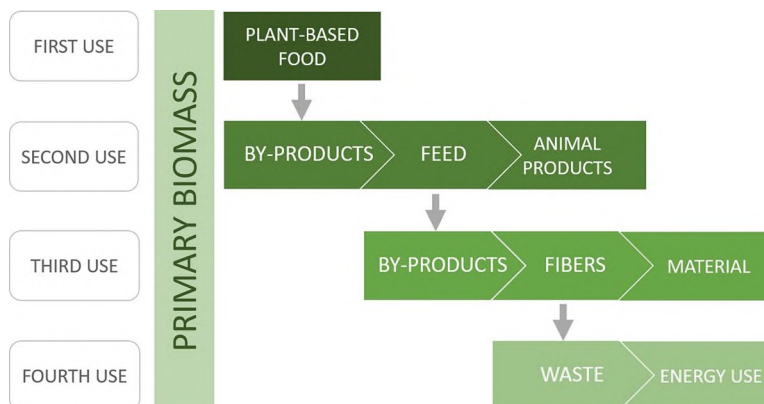 FIRST USE
PRIMARY BIOMASS
PLANT-BASED
FOOD
SECOND USE
BY-PRODUCTS
FEED
ANIMAL
PRODUCTS
THIRD USE
BY-PRODUCTS
FIBERS
MATERIAL
FOURTH USE
WASTE
ENERGY USE